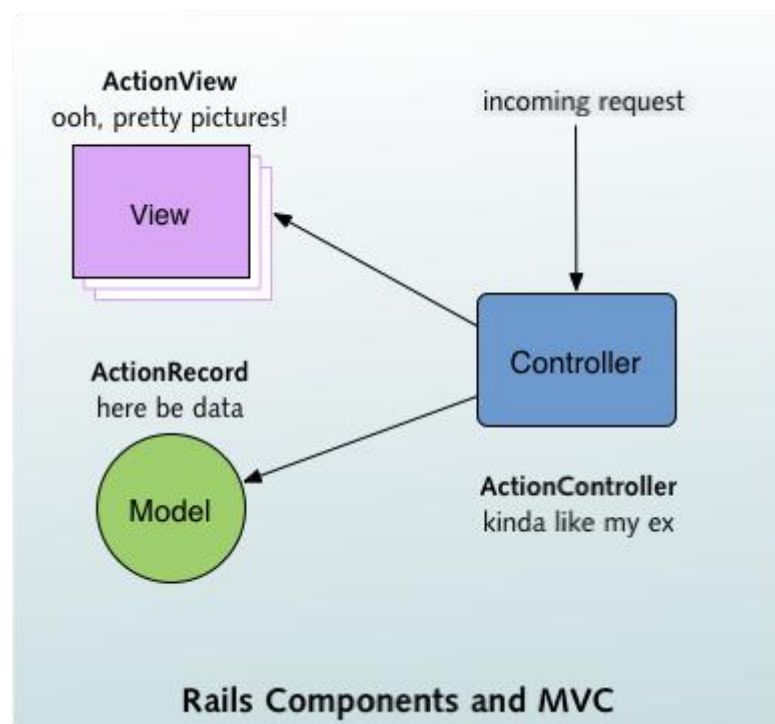 ActionView
ooh, pretty pictures!
View
incoming request
Controller
ActionRecord
here be data
Model
ActionController
kinda like my ex
Rails Components and MVC